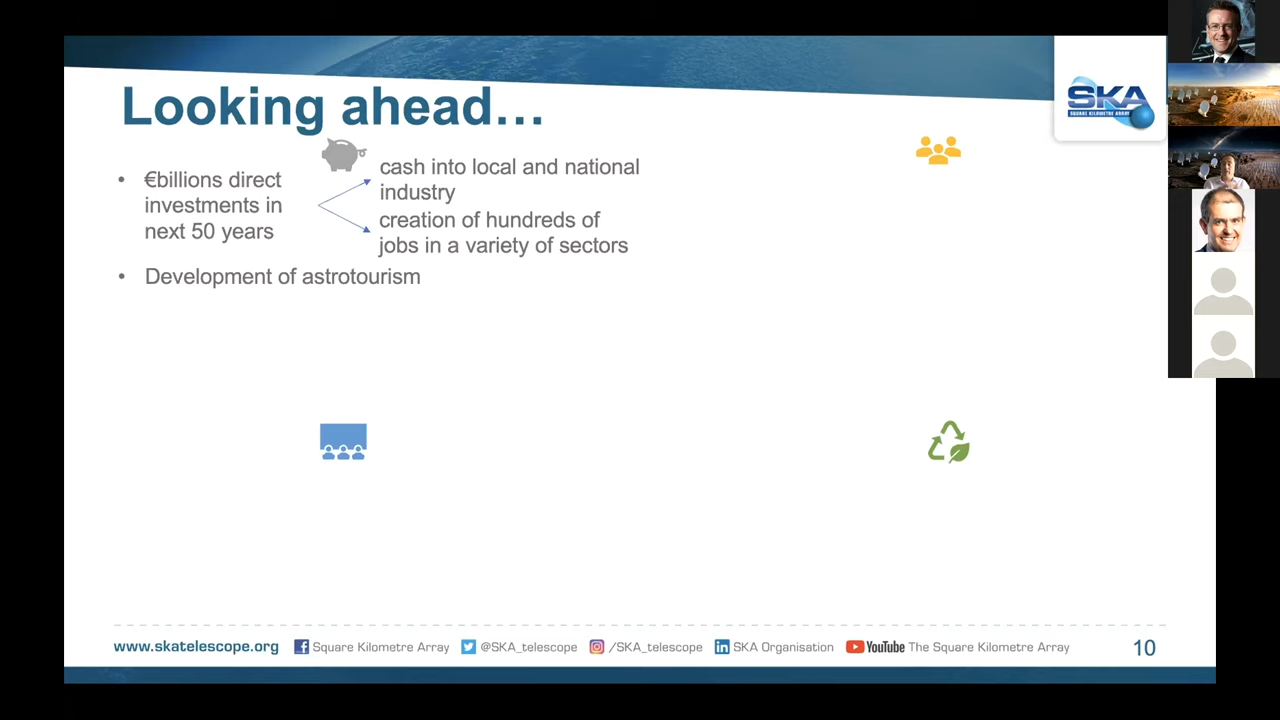 Looking ahead…
SKA
SQUARE KILOMETRE ARRAY
• €billions direct
investments in
next 50 years
cash into local and national
industry
creation of hundreds of
jobs in a variety of sectors
• Development of astrotourism
www.skatelescope.org Square Kilometre Array @SKA_telescope /SKA_telescope in SKA Organisation YouTube The Square Kilometre Array 10